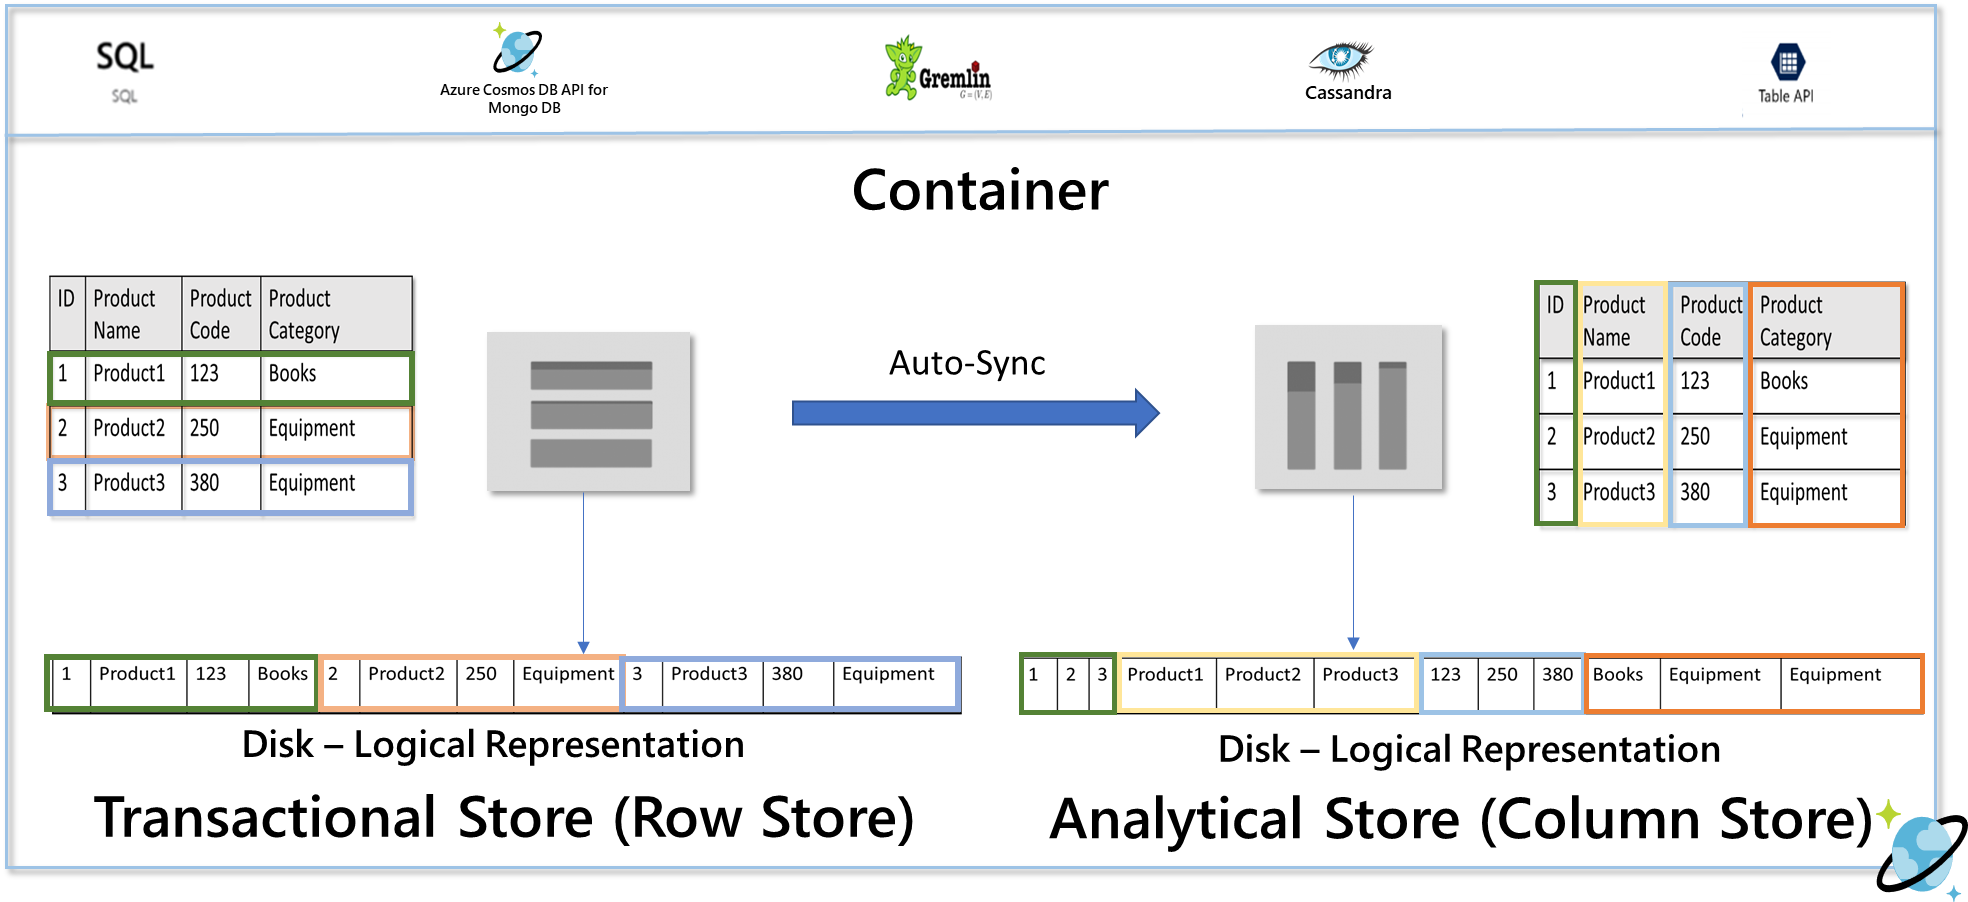 SQL
SQL
Azure Cosmos DB API for
Mongo DB
Gremlin
G = (V, E)
Cassandra
Table API
Container
ID Product Name Product Code Product Category
1 Product1 123 Books
2 Product2 250 Equipment
3 Product3 380 Equipment
Auto-Sync
ID Product Name Product Code Product Category
1 Product1 123 Books
2 Product2 250 Equipment
3 Product3 380 Equipment
1 Product1 123 Books 2 Product2 250 Equipment 3 Product3 380 Equipment
Disk – Logical Representation
Transactional Store (Row Store)
1 2 3 Product1 Product2 Product3 123 250 380 Books Equipment Equipment
Disk – Logical Representation
Analytical Store (Column Store)